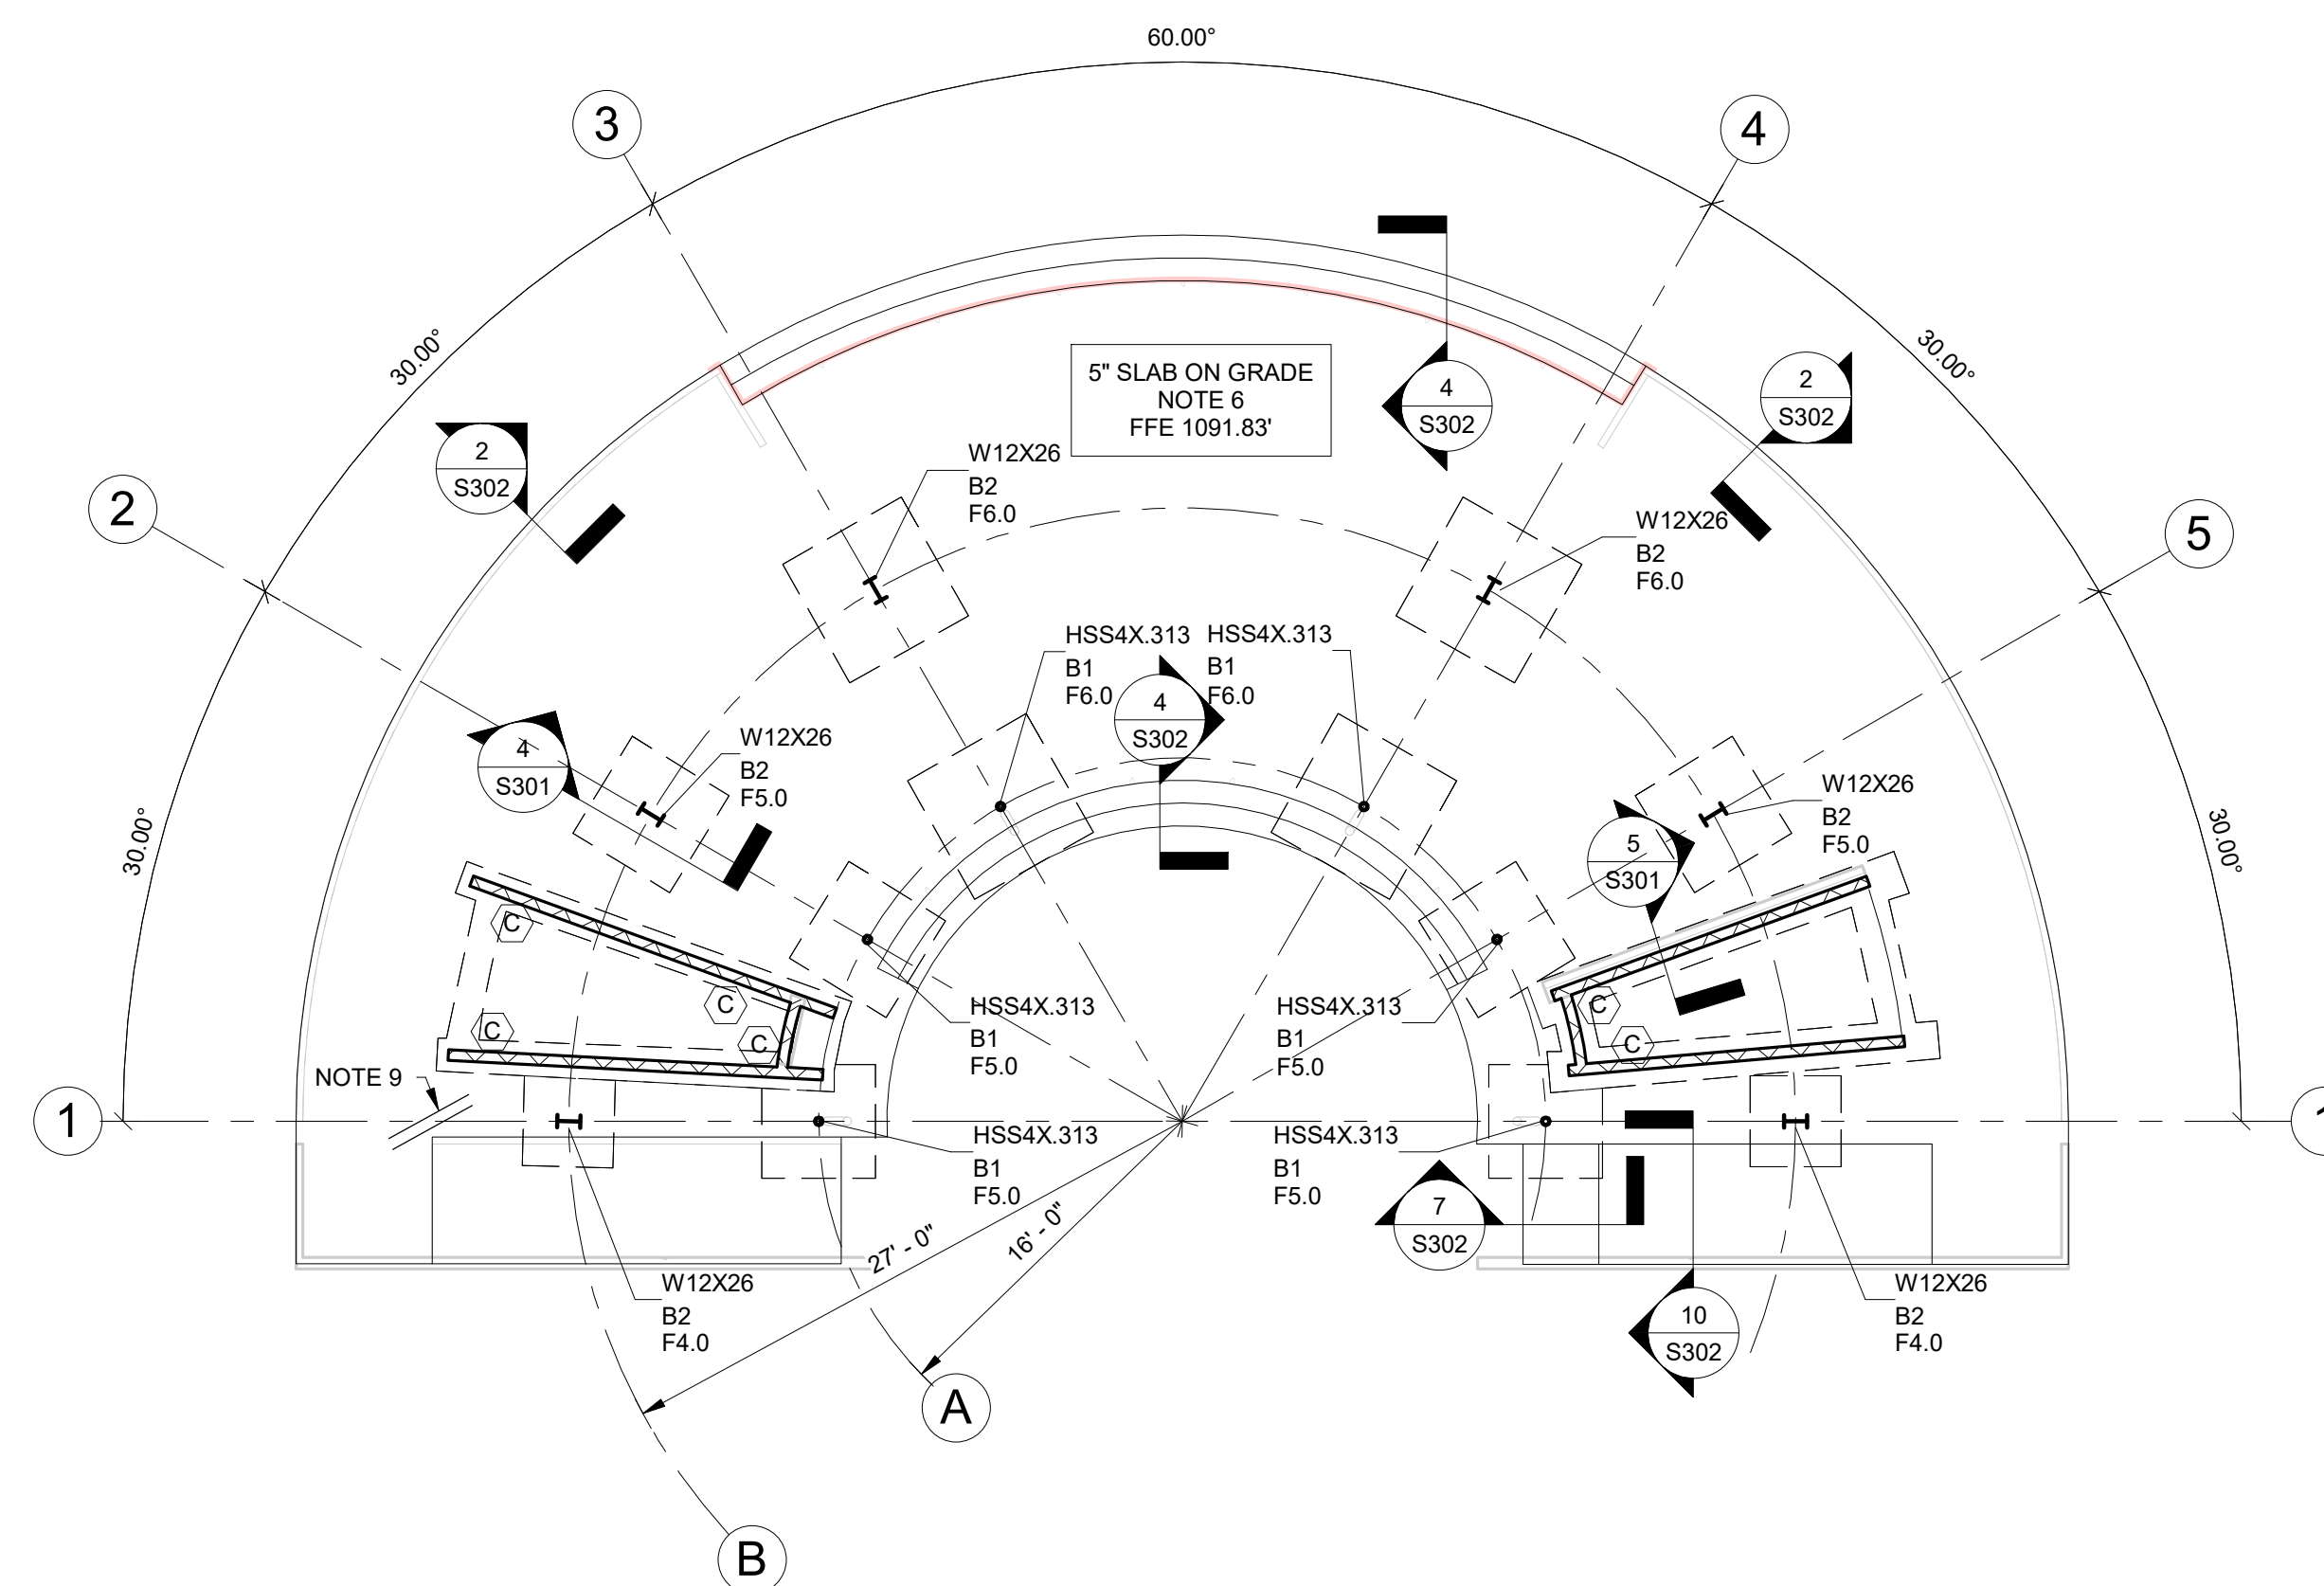 60.00°
3
4
30.00°
30.00°
2
5
5" SLAB ON GRADE
NOTE 6
FFE 1091.83'
4
S302
2
S302
2
S302
W12X26
B2
F6.0
W12X26
B2
F6.0
HSS4X.313
B1
F6.0
HSS4X.313
B1
F6.0
4
S302
4
S301
W12X26
B2
F5.0
W12X26
B2
F5.0
5
S301
30.00°
30.00°
C
C
C
C
C
C
HSS4X.313
B1
F5.0
HSS4X.313
B1
F5.0
NOTE 9
1
1
HSS4X.313
B1
F5.0
HSS4X.313
B1
F5.0
7
S302
27' - 0"
16' - 0"
W12X26
B2
F4.0
10
S302
W12X26
B2
F4.0
A
B